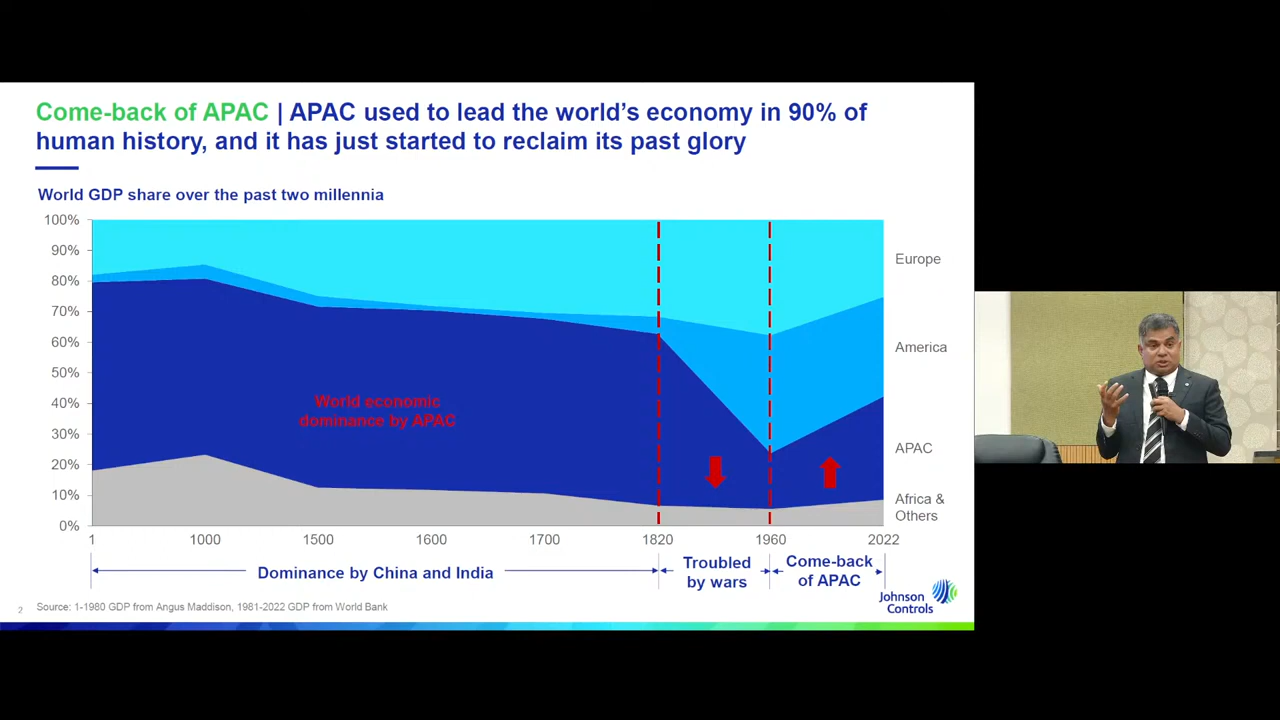 Come-back of APAC | APAC used to lead the world's economy in 90% of
human history, and it has just started to reclaim its past glory
World GDP share over the past two millennia
100%
90%
80%
70%
60%
50%
40%
30%
20%
10%
0%
Europe
America
APAC
Africa &
Others
World economic
dominance by APAC
1
1000
1500
1600
1700
1820
1960
2022
Dominance by China and India
Troubled
by wars
Come-back
of APAC
Johnson
Controls
2
Source: 1-1980 GDP from Angus Maddison, 1981-2022 GDP from World Bank